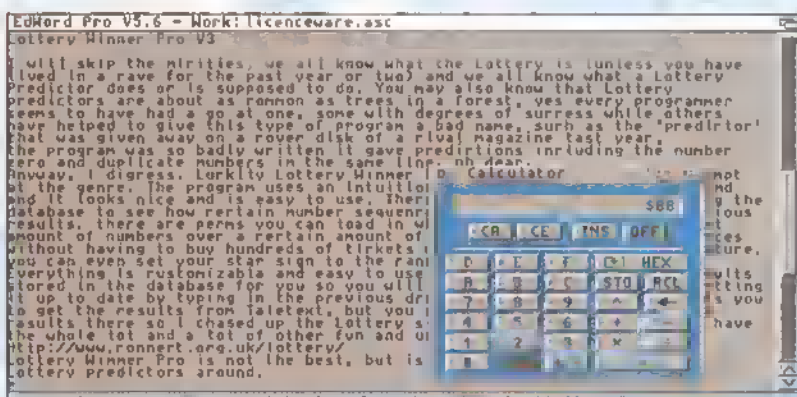 EdWord Pro V5.6 - Work:licenceware.asc
Lottery Winner Pro V3
will skip the niceties, we all know what the Lottery is (unless you have
lived in a cave for the past year or two) and we all know what a Lottery
Predictor does or is supposed to do. You may also know that Lottery
predictors are about as common as trees in a forest, yes every programmer
seems to have had a go at one, some with degrees of success while others
have helped to give this type of program a bad name, such as the 'predictor'
that was given away on a cover disk of a rival magazine last year,
the program was so badly written it gave predictions including the number
zero and duplicate numbers in the same line, oh dear.
Anyway, I digress. Luckily Lottery Winner
at the genre. The program uses an Intuition
and it looks nice and is easy to use.
database to see how certain number
results, there are perms you can load in
amount of numbers over a certain amount of
without having to buy hundreds of tickets
you can even set your star sign to the
Everything is customizable and easy to use
stored in the database for you so you will
it up to date by typing in the previous
to get the results from Teletext, but you
results there so I chased up the Lottery
the whole lot and a lot of other fun and
http://www.connect.org.uk/lottery/
Lottery Winner Pro is not the best, but is
lottery predictors around.
Calculator
$88
CA CE INS OFF
D E F HEX
A B C STO RCL
7 8 9 ^ ←
4 5 6 + -
1 2 3 × ÷